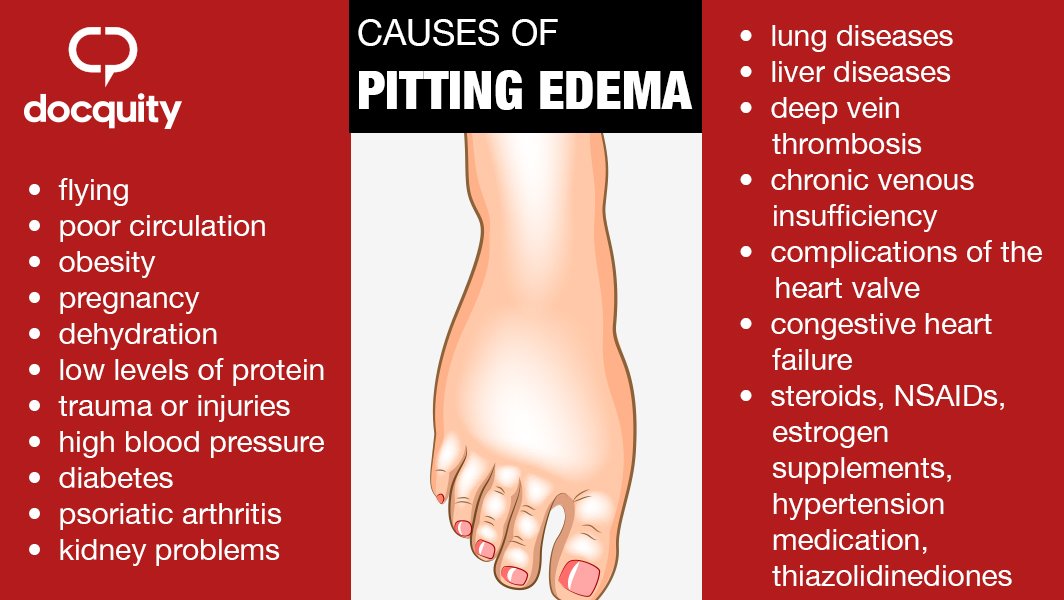 docquity
• flying
• poor circulation
• obesity
• pregnancy
• dehydration
• low levels of protein
• trauma or injuries
• high blood pressure
• diabetes
• psoriatic arthritis
• kidney problems
CAUSES OF
PITTING EDEMA
• lung diseases
• liver diseases
• deep vein
thrombosis
• chronic venous
insufficiency
• complications of the
heart valve
• congestive heart
failure
• steroids, NSAIDs,
estrogen
supplements,
hypertension
medication,
thiazolidinediones